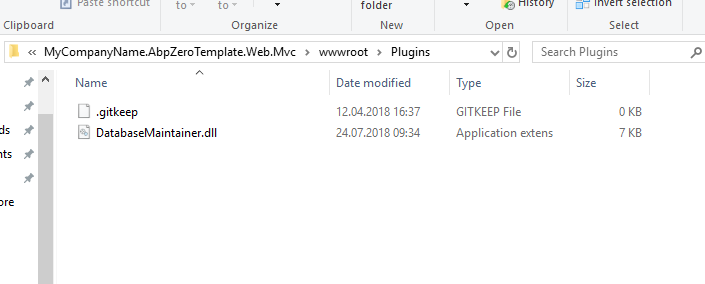 Paste shortcut
to to
folder
History
Invert selection
Clipboard Organize New Open Select
« MyCompanyName.AbpZeroTemplate.Web.Mvc > wwwroot > Plugins
Search Plugins
Name Date modified Type Size
.gitkeep 12.04.2018 16:37 GITKEEP File 0 KB
DatabaseMaintainer.dll 24.07.2018 09:34 Application extens 7 KB
ds
nts
ore